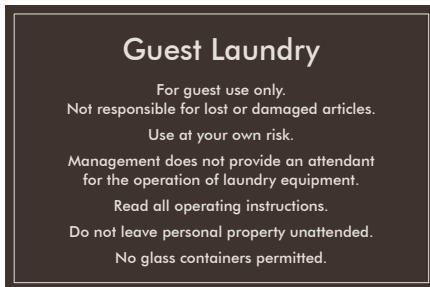 Guest Laundry
For guest use only.
Not responsible for lost or damaged articles.
Use at your own risk.
Management does not provide an attendant
for the operation of laundry equipment.
Read all operating instructions.
Do not leave personal property unattended.
No glass containers permitted.